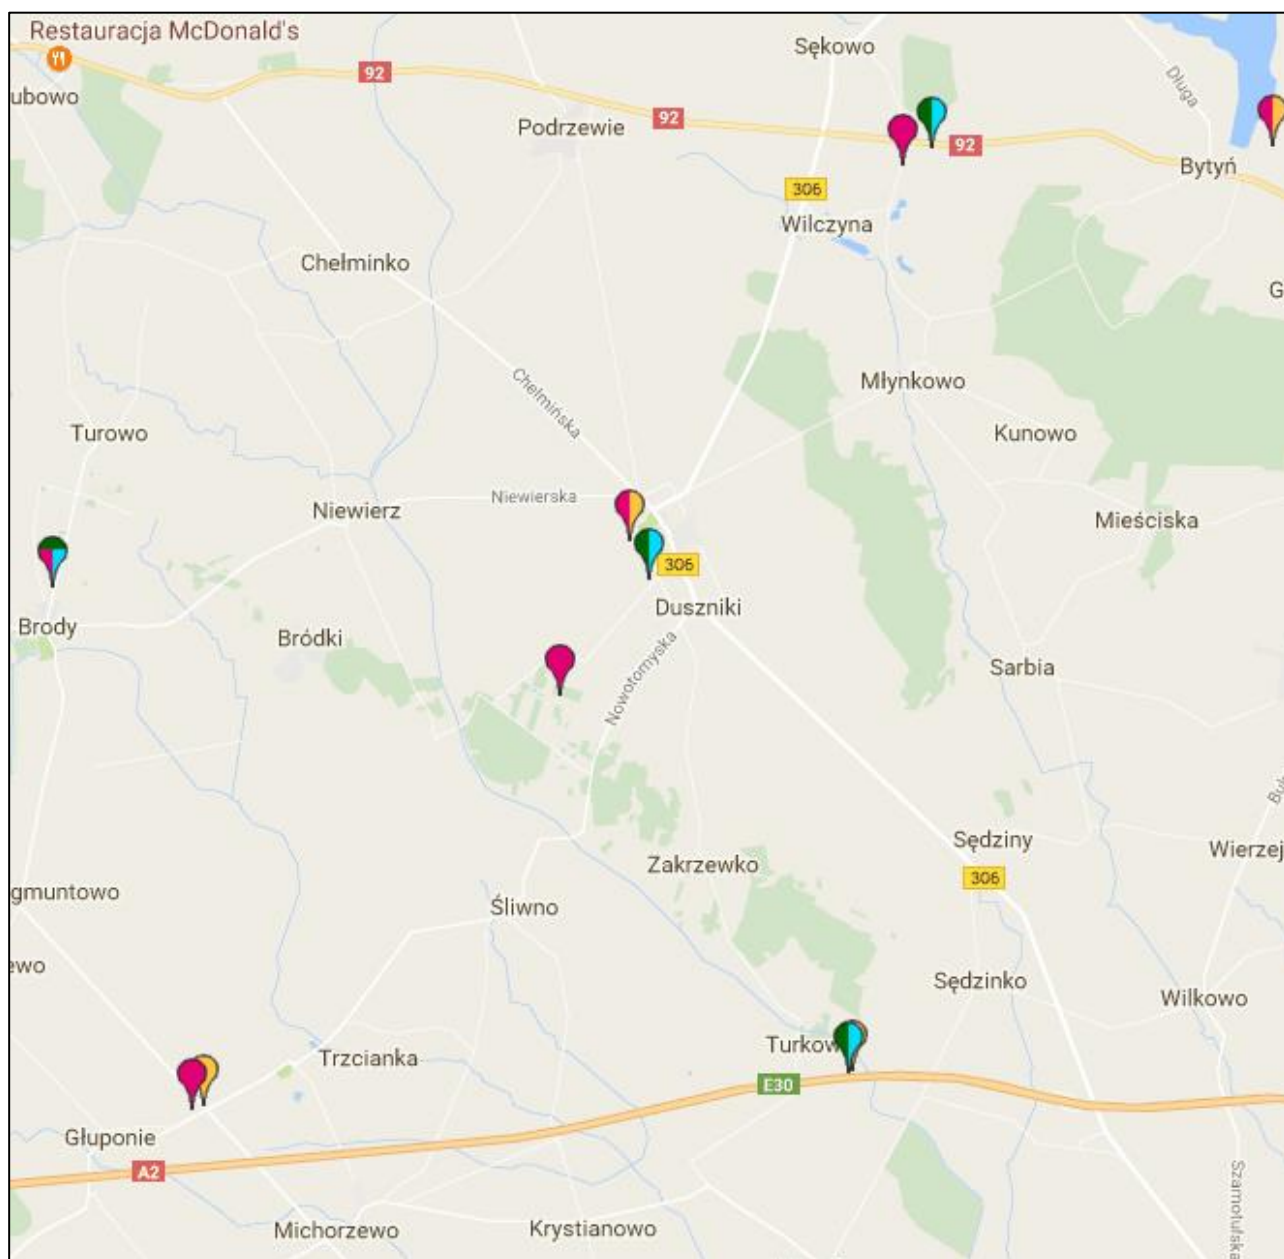 Restauracja McDonald's
Sękowo
92
ubowo
Długa
Podrzewie
92
92
Bytyń
306
Wilczyna
Chełminko
G
Młynkowo
Chełmińska
Turowo
Kunowo
Niewierz
Niewierska
Mieściska
306
Duszniki
Brody
Bródki
Sarbia
Nowotomyska
Sędziny
Wierzej
Zakrzewko
306
gmuntowo
Śliwno
ewo
Sędzinko
Wilkowo
Turkow
Trzcianka
E30
Głuponie
A2
Szamotulska
Michorzewo
Krystianowo